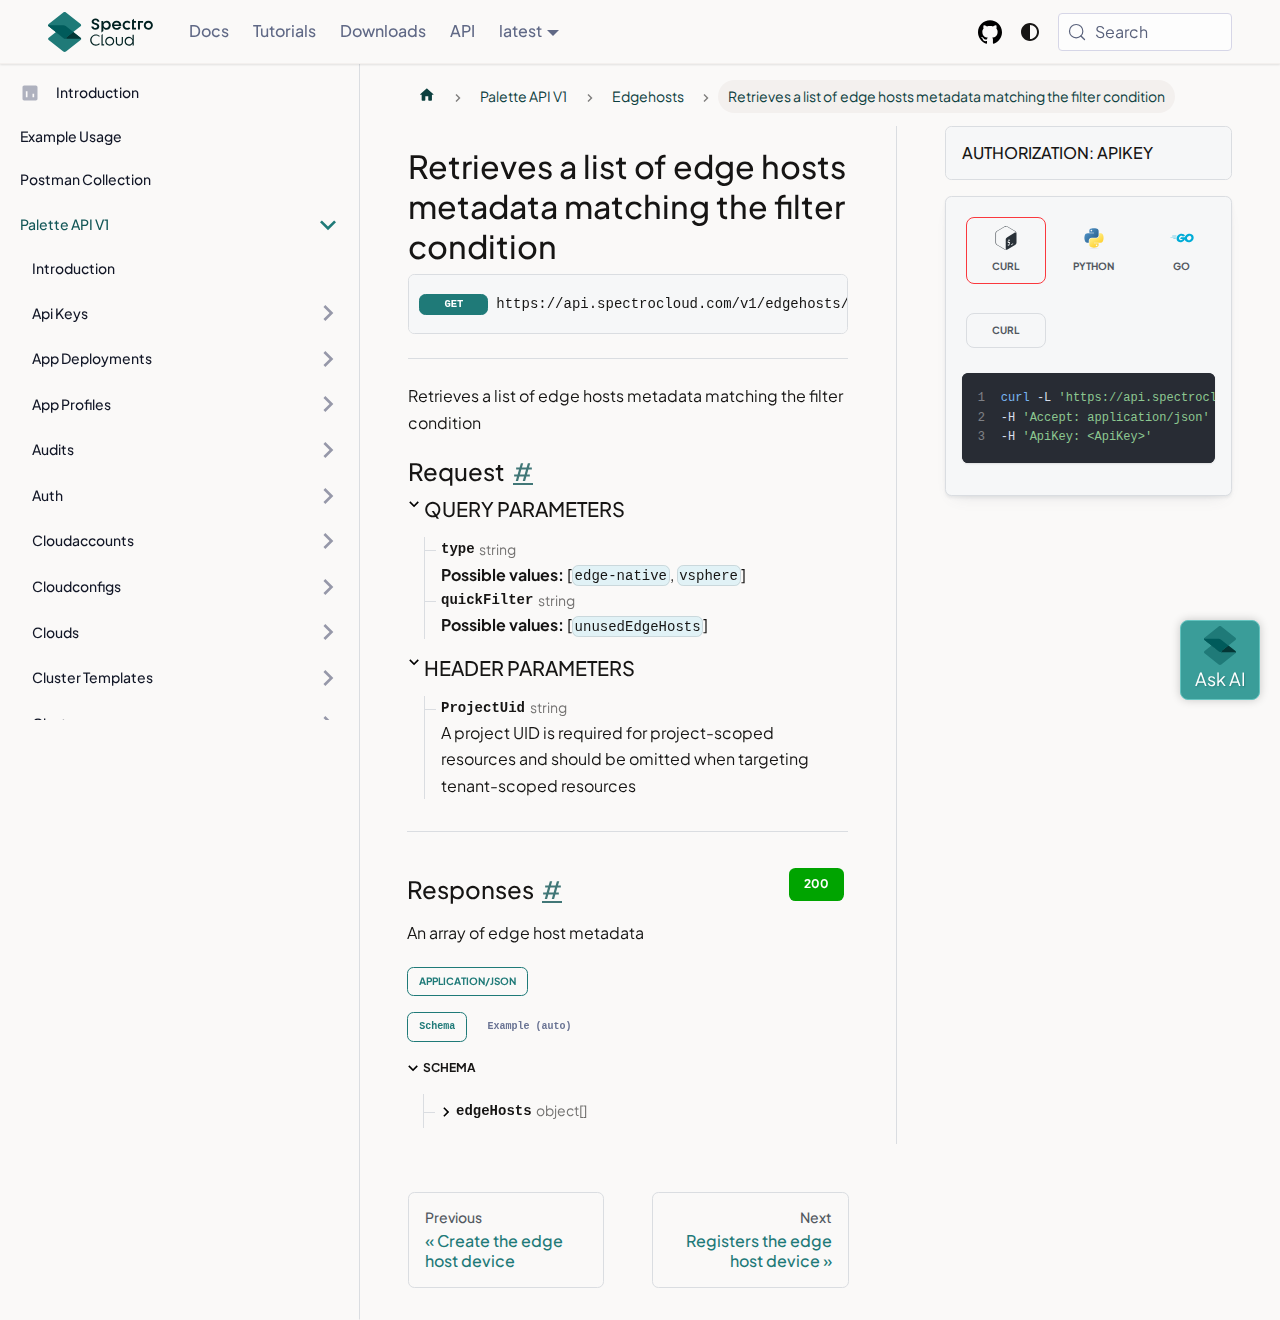 Spectro Cloud
Docs
Tutorials
Downloads
API
latest
Search
Introduction
Example Usage
Postman Collection
Palette API V1
Introduction
Api Keys
App Deployments
App Profiles
Audits
Auth
Cloudaccounts
Cloudconfigs
Clouds
Cluster Templates
Palette API V1
Edgehosts
Retrieves a list of edge hosts metadata matching the filter condition
Retrieves a list of edge hosts
metadata matching the filter
condition
GET https://api.spectrocloud.com/v1/edgehosts/
Retrieves a list of edge hosts metadata matching the filter
condition
Request #
QUERY PARAMETERS
type string
Possible values: [edge-native, vsphere]
quickFilter string
Possible values: [unusedEdgeHosts]
HEADER PARAMETERS
ProjectUid string
A project UID is required for project-scoped
resources and should be omitted when targeting
tenant-scoped resources
Responses #
200
An array of edge host metadata
APPLICATION/JSON
Schema
Example (auto)
SCHEMA
edgeHosts object[]
Previous
« Create the edge
host device
Next
Registers the edge
host device »
AUTHORIZATION: APIKEY
CURL
PYTHON
GO
GO
CURL
1 curl -L 'https://api.spectrocl
2 -H 'Accept: application/json'
3 -H 'ApiKey: <ApiKey>'
Ask AI